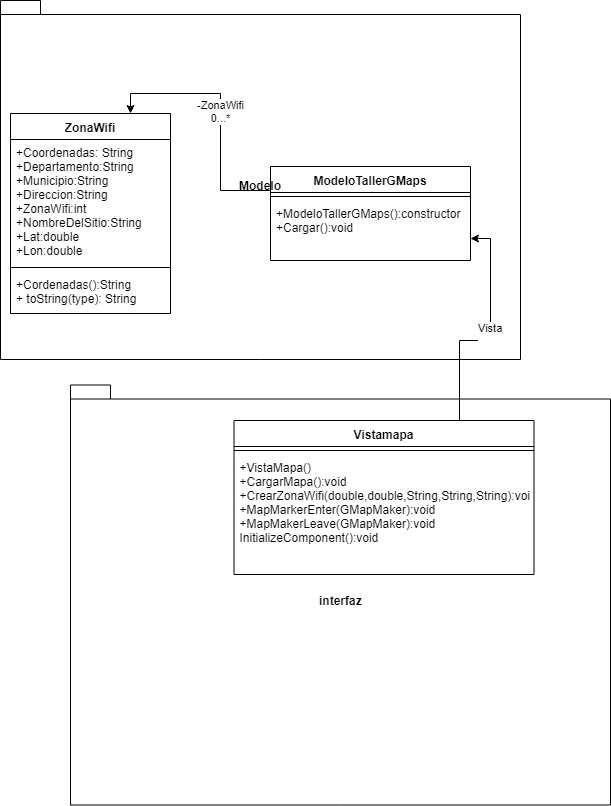 -ZonaWifi
0...*
ZonaWifi
+Coordenadas: String
+Departamento:String
+Municipio:String
+Direccion:String
+ZonaWifi:int
+NombreDelSitio:String
+Lat:double
+Lon:double
+Cordenadas():String
+ toString(type): String
Modelo
ModeloTallerGMaps
+ModeloTallerGMaps():constructor
+Cargar():void
Vista
Vistamapa
+VistaMapa()
+CargarMapa():void
+CrearZonaWifi(double,double,String,String,String):voi
+MapMarkerEnter(GMapMaker):void
+MapMakerLeave(GMapMaker):void
InitializeComponent():void
interfaz